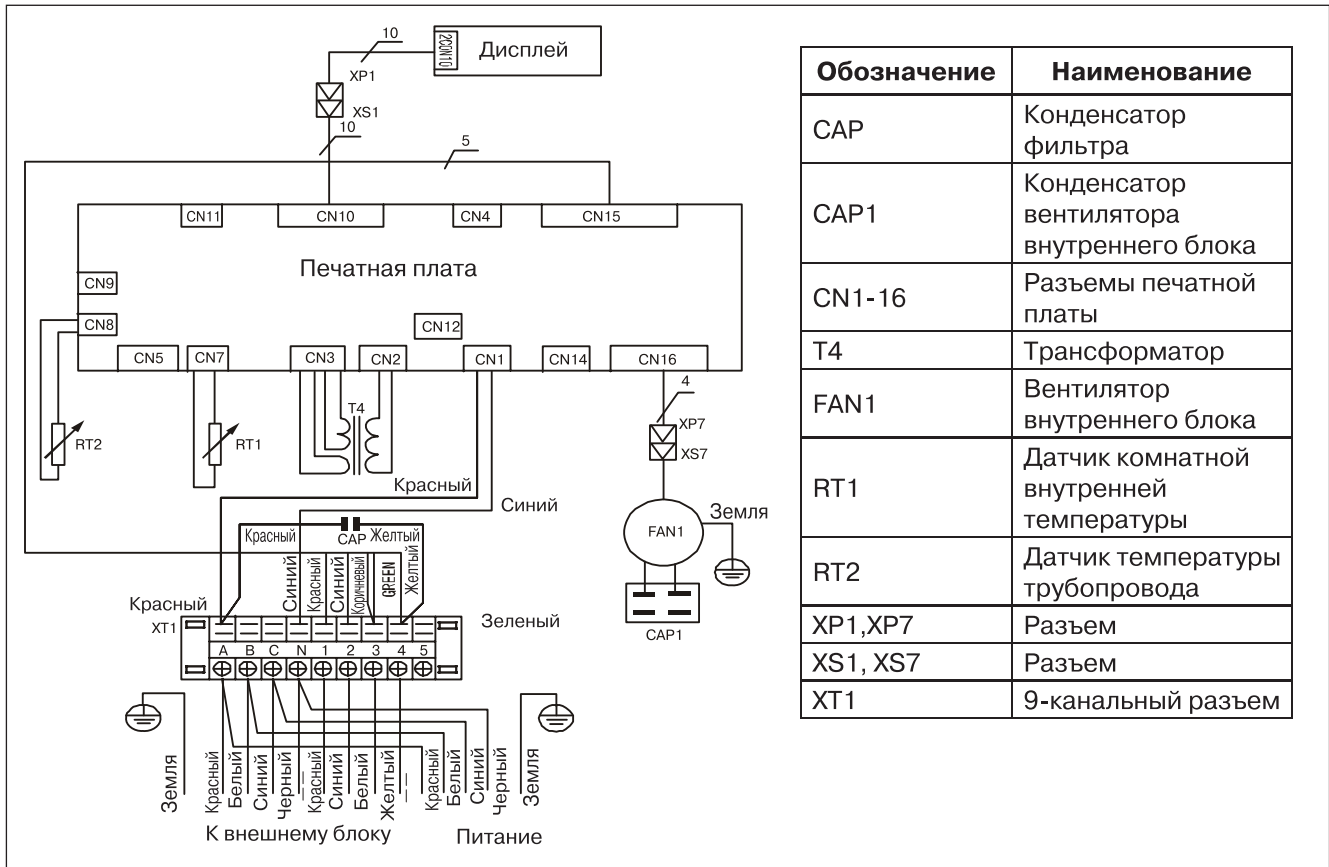 10
2CON10
Дисплей
XP1
XS1
10
5
CN11
CN10
CN4
CN15
Печатная плата
CN9
CN8
CN12
CN5
CN7
CN3
CN2
CN1
CN14
CN16
4
T4
XP7
XS7
RT2
RT1
Красный
Синий
Земля
FAN1
CAP1
Красный
CAP
Желтый
Синий
Красный
Синий
Коричневый
GREEN
Желтый
Красный
XT1
Зеленый
A B C N 1 2 3 4 5
Земля
Красный
Белый
Синий
Черный
Красный
Синий
Белый
Желтый
Красный
Белый
Синий
Черный
Земля
К внешнему блоку
Питание
Обозначение
Наименование
CAP
Конденсатор
фильтра
CAP1
Конденсатор
вентилятора
внутреннего блока
CN1-16
Разъемы печатной
платы
T4
Трансформатор
FAN1
Вентилятор
внутреннего блока
RT1
Датчик комнатной
внутренней
температуры
RT2
Датчик температуры
трубопровода
XP1,XP7
Разъем
XS1, XS7
Разъем
XT1
9-канальный разъем